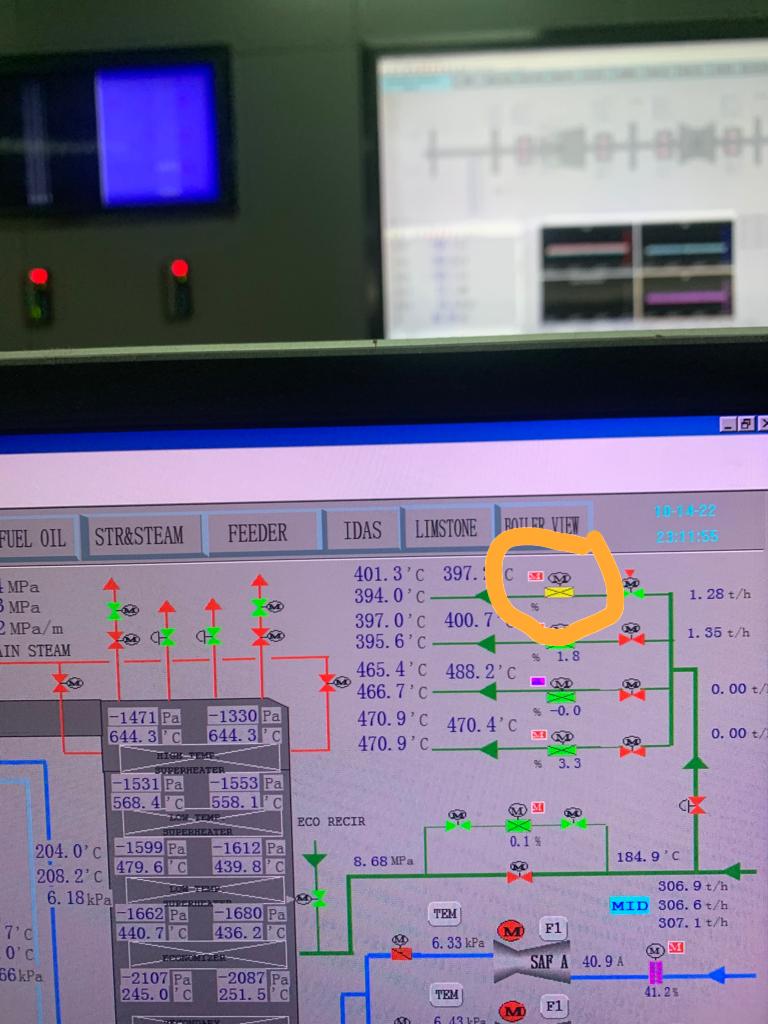 FUEL OIL STR&STEAM FEEDER IDAS LIMSTONE BOILER VIEW
10-14-22
23:11:55
MPa
MPa
MPa/m
AIN STEAM
401.3 'C 397. C
394.0 'C
%
1.28 t/h
397.0 'C 400.7
395.6 'C
% 1.8
1.35 t/h
465.4 'C 488.2 'C
466.7 'C
% -0.0
0.00 t/
470.9 'C 470.4 'C
470.9 'C
% 3.3
0.00 t/
-1471 Pa -1330 Pa
644.3 'C 644.3 'C
HIGH TEMP
SUPERHEATER
-1531 Pa -1553 Pa
568.4 'C 558.1 'C
LOW TEMP
SUPERHEATER
-1599 Pa -1612 Pa
479.6 'C 439.8 'C
LOW TEMP
SUPERHEATER
-1662 Pa -1680 Pa
440.7 'C 436.2 'C
ECONOMIZER
-2107 Pa -2087 Pa
245.0 'C 251.5 'C
SECONDARY
204.0 'C
208.2 'C
6.18 kPa
7 'C
0 'C
66 kPa
ECO RECIR
8.68 MPa
0.1 %
184.9 'C
306.9 t/h
MID 306.6 t/h
307.1 t/h
TEM
6.33 kPa
M F1
SAF A
40.9 A
M M
41.2 %
TEM
6.43 kPa
M F1